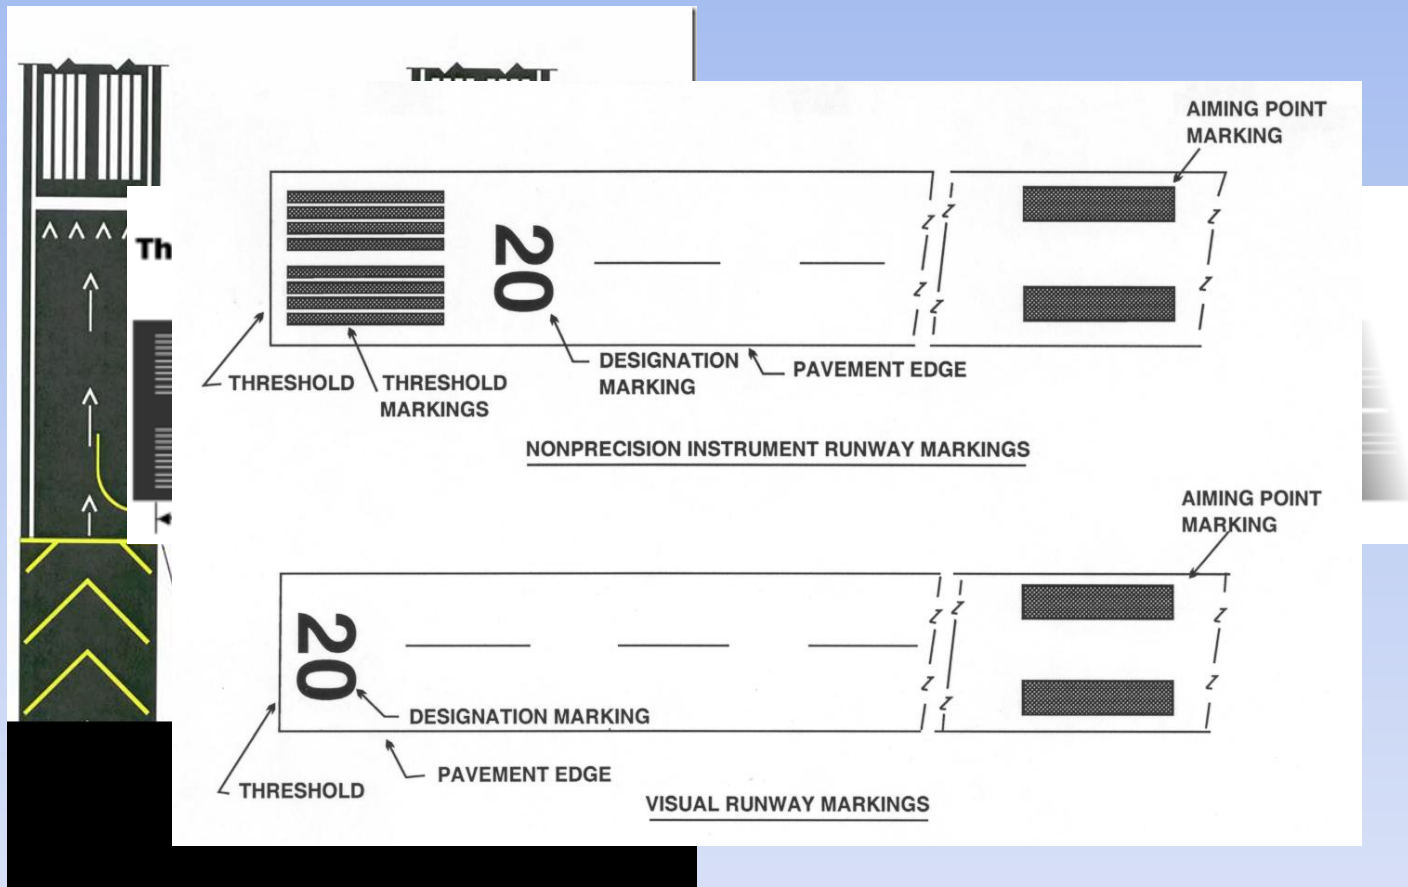 AIMING POINT
MARKING
Th
20
DESIGNATION
MARKING
PAVEMENT EDGE
THRESHOLD
THRESHOLD
MARKINGS
NONPRECISION INSTRUMENT RUNWAY MARKINGS
AIMING POINT
MARKING
20
DESIGNATION MARKING
PAVEMENT EDGE
THRESHOLD
VISUAL RUNWAY MARKINGS